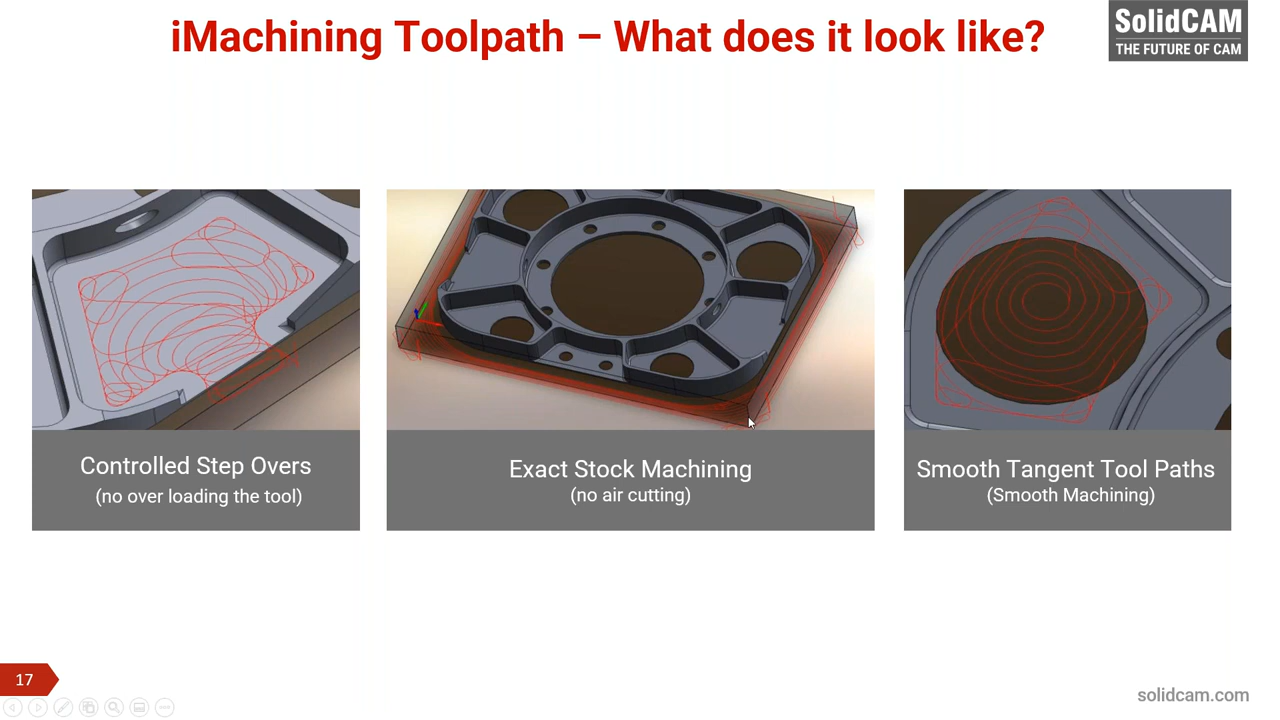 iMachining Toolpath – What does it look like?
SolidCAM
THE FUTURE OF CAM
Controlled Step Overs
(no over loading the tool)
Exact Stock Machining
(no air cutting)
Smooth Tangent Tool Paths
(Smooth Machining)
17
solidcam.com